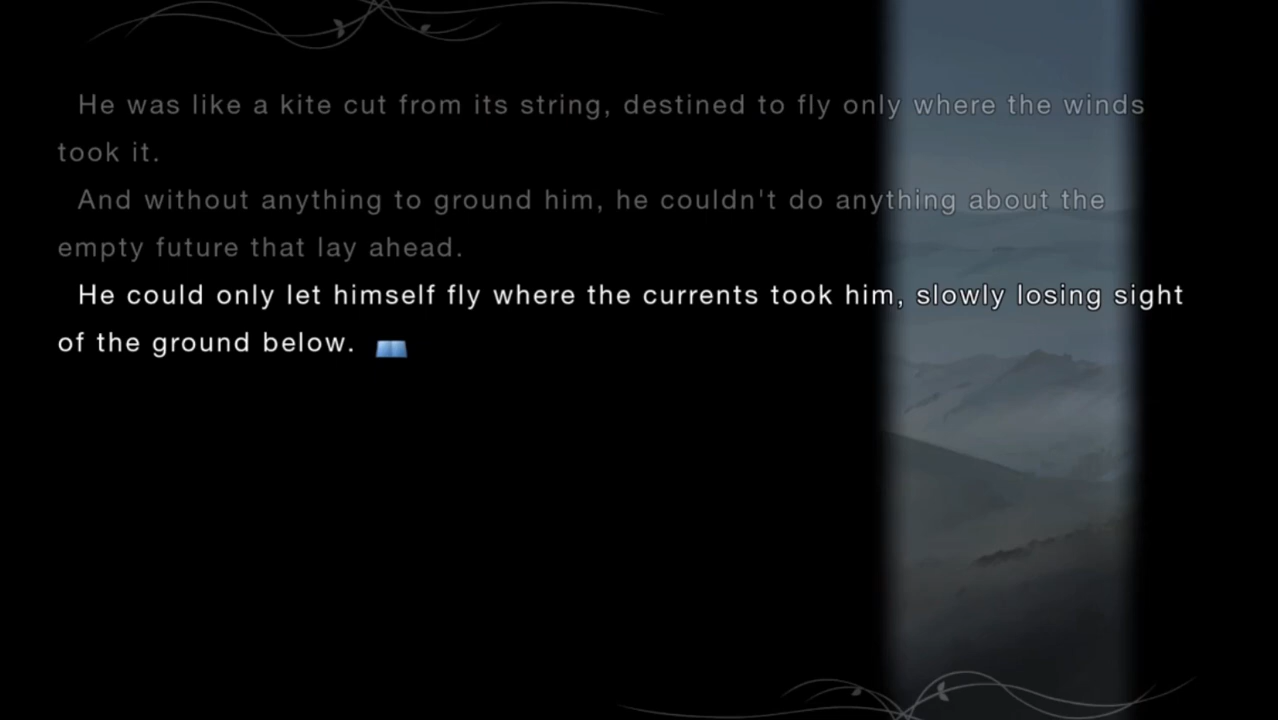 He was like a kite cut from its string, destined to fly only where the winds
took it.
And without anything to ground him, he couldn't do anything about the
empty future that lay ahead.
He could only let himself fly where the currents took him, slowly losing sight
of the ground below.